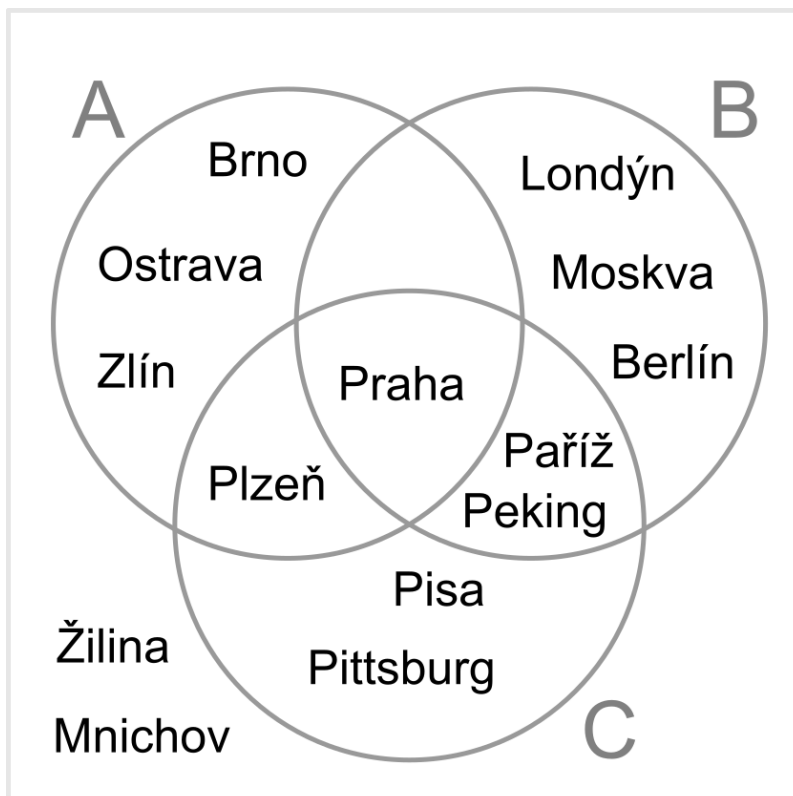 A
B
Brno
Londýn
Ostrava
Moskva
Zlín
Berlín
Praha
Paříž
Plzeň
Peking
Pisa
Žilina
Pittsburg
Mnichov
C